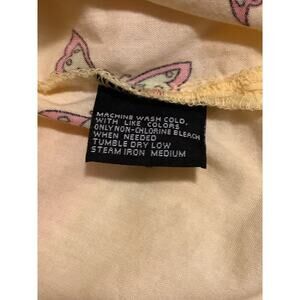 MACHINE WASH COLD,
WITH LIKE COLORS
ONLY NON-CHLORINE BLEACH
WHEN NEEDED
TUMBLE DRY LOW
STEAM IRON MEDIUM